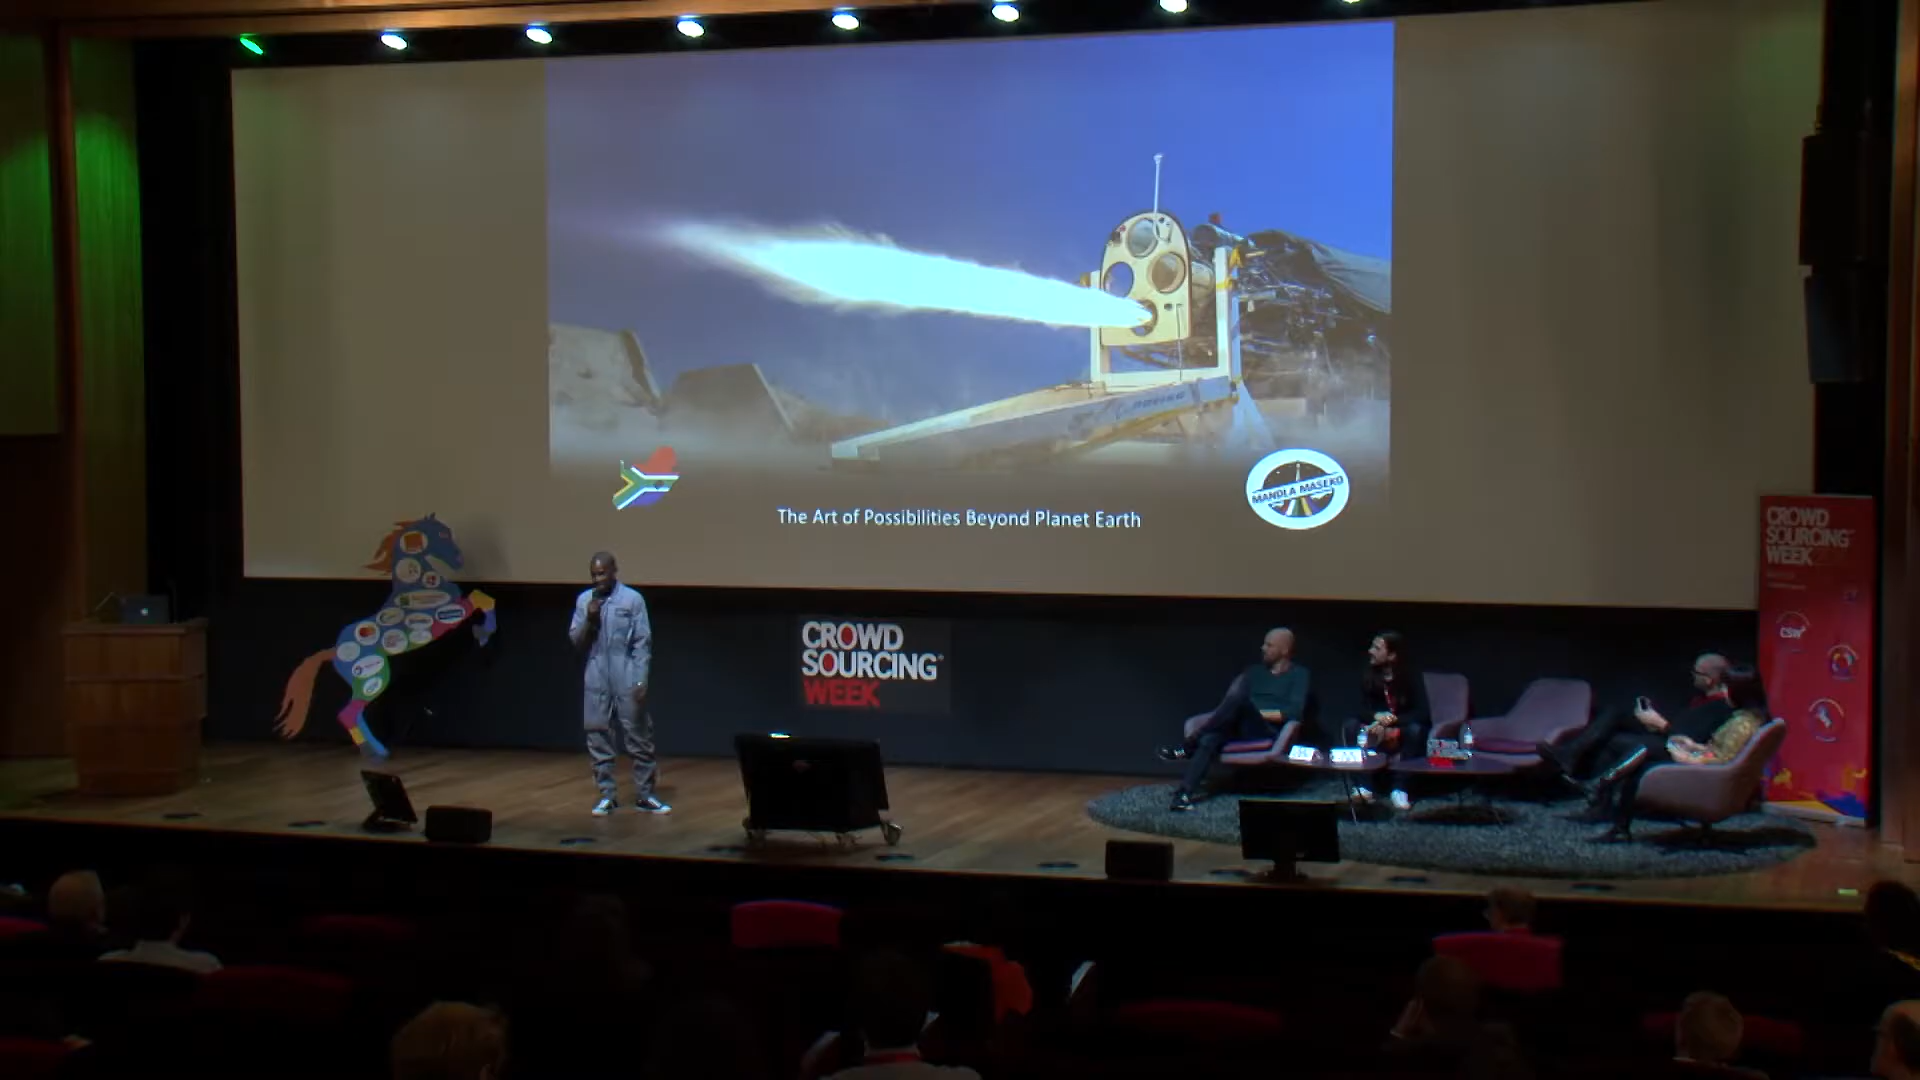 MANDLA MASEKO
The Art of Possibilities Beyond Planet Earth
CROWD
SOURCING
WEEK
CROWD
SOURCING
WEEK